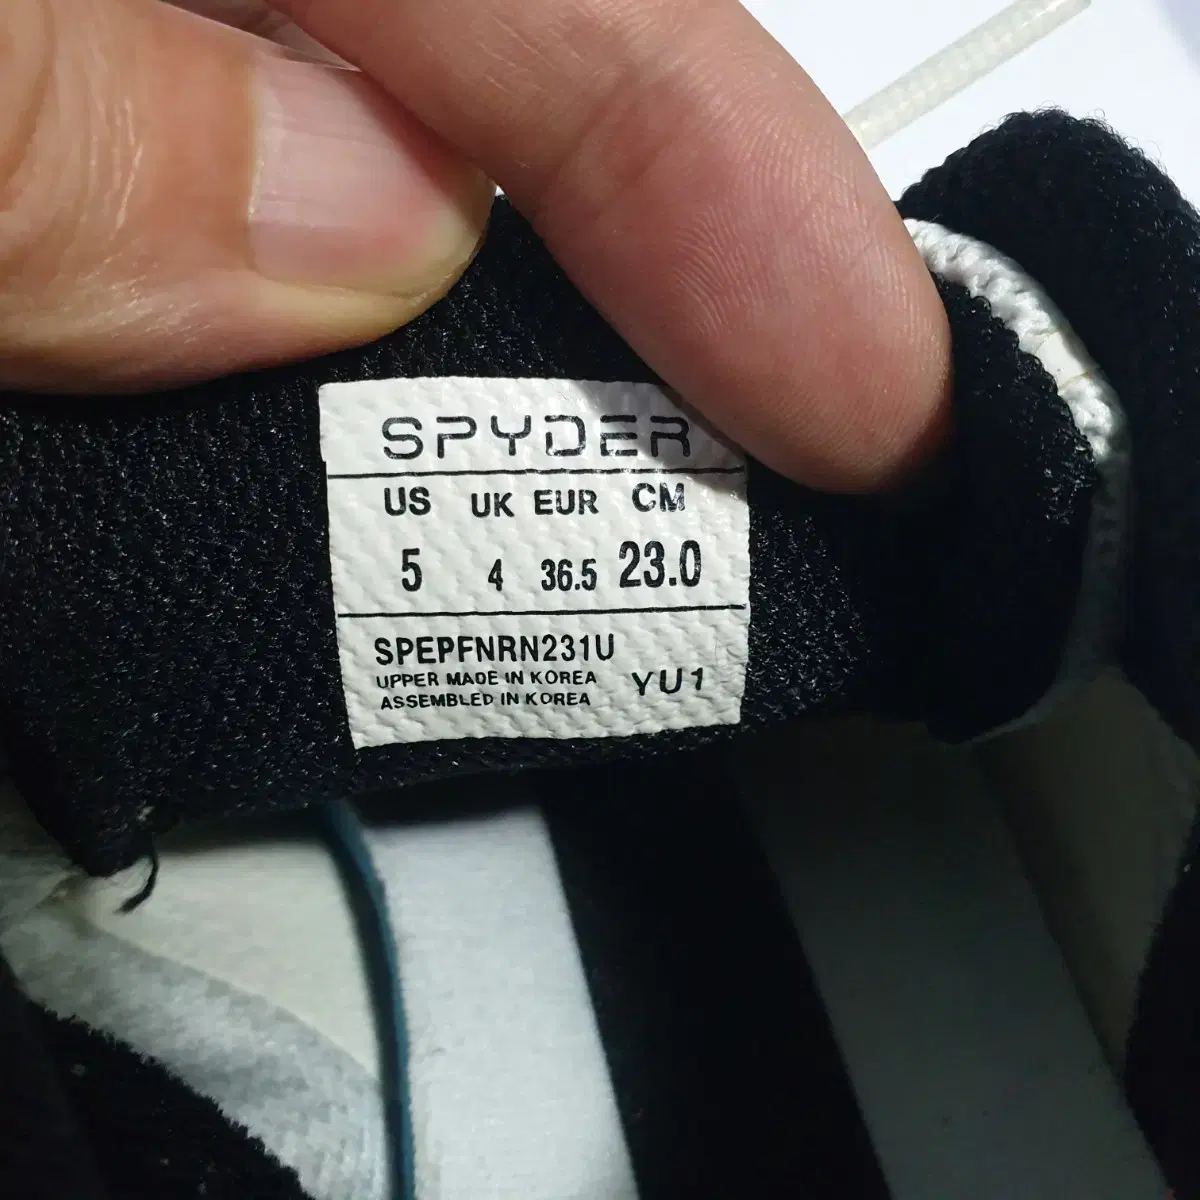 SPYDER
US UK EUR CM
5 4 36.5 23.0
SPEPFNRN231U
UPPER MADE IN KOREA YU1
ASSEMBLED IN KOREA